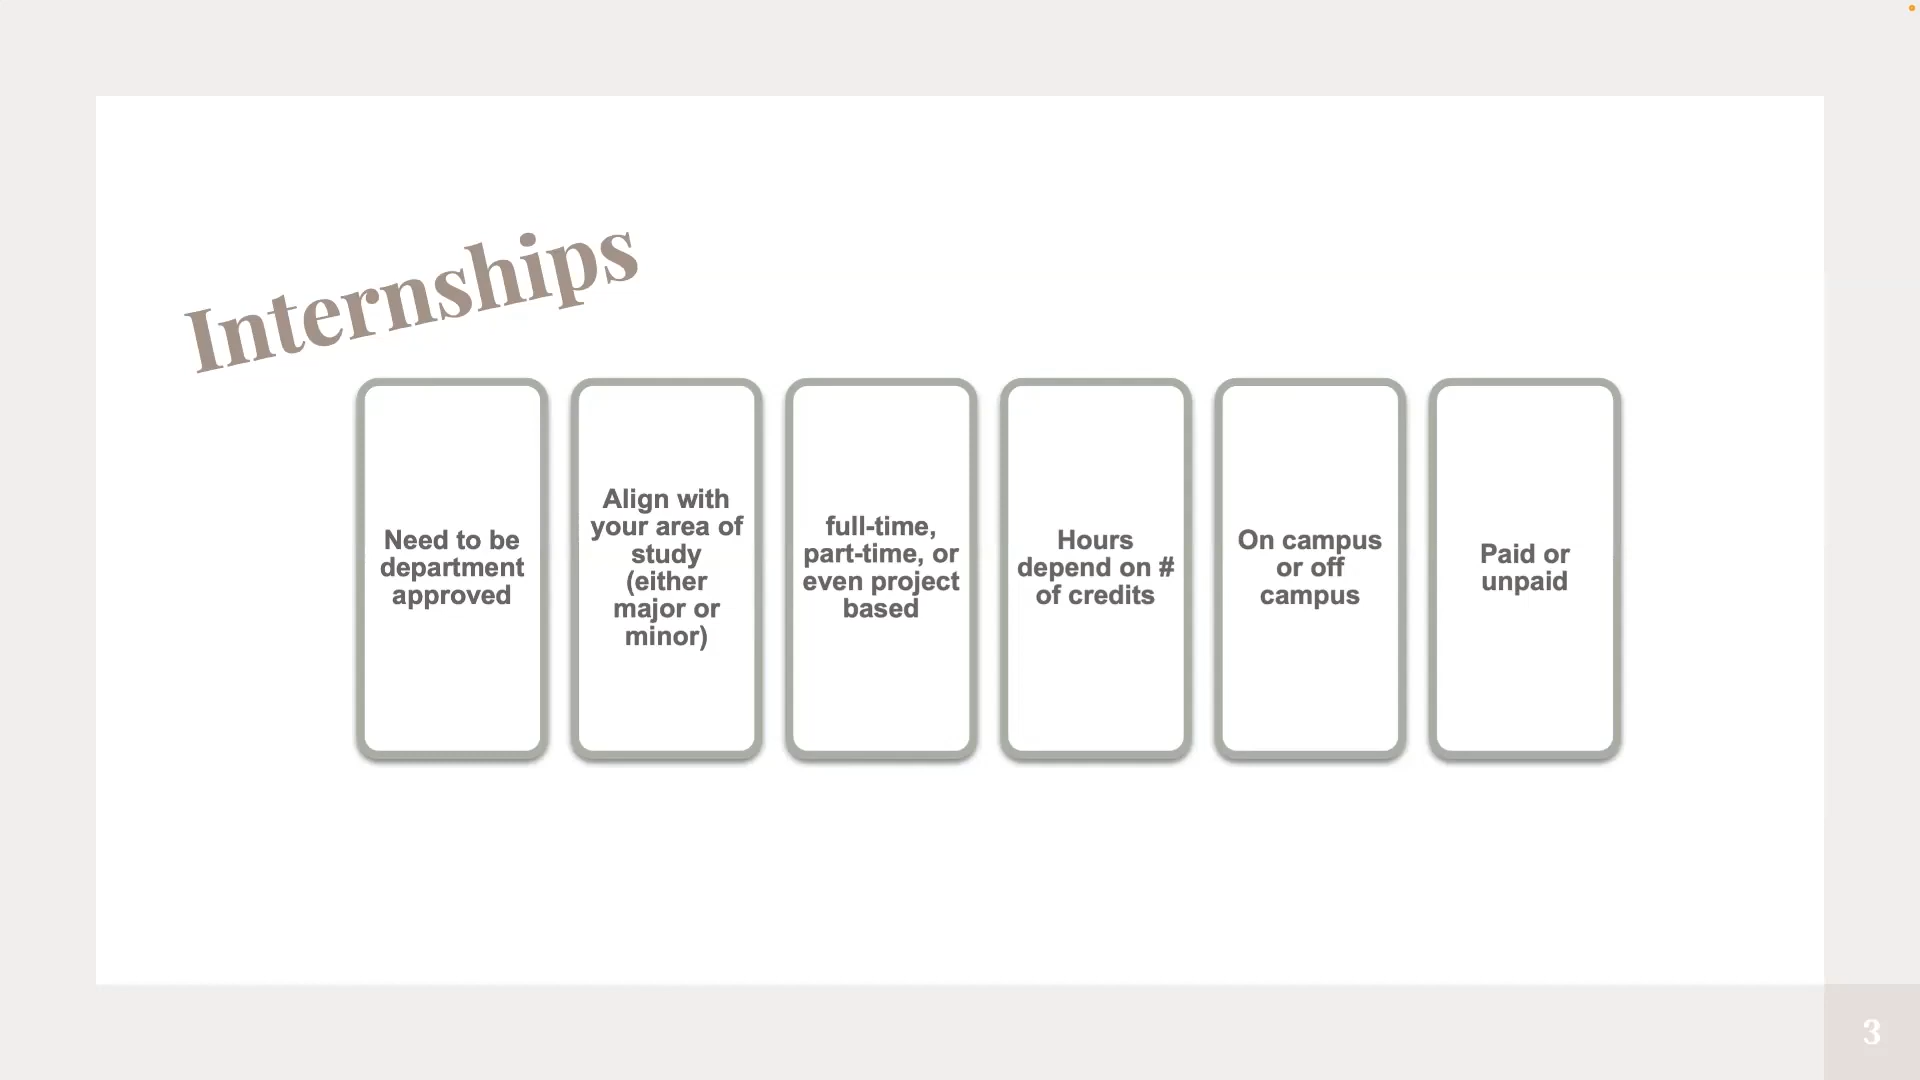 Internships
Need to be
department
approved
Align with
your area of
study
(either
major or
minor)
full-time,
part-time, or
even project
based
Hours
depend on #
of credits
On campus
or off
campus
Paid or
unpaid
3